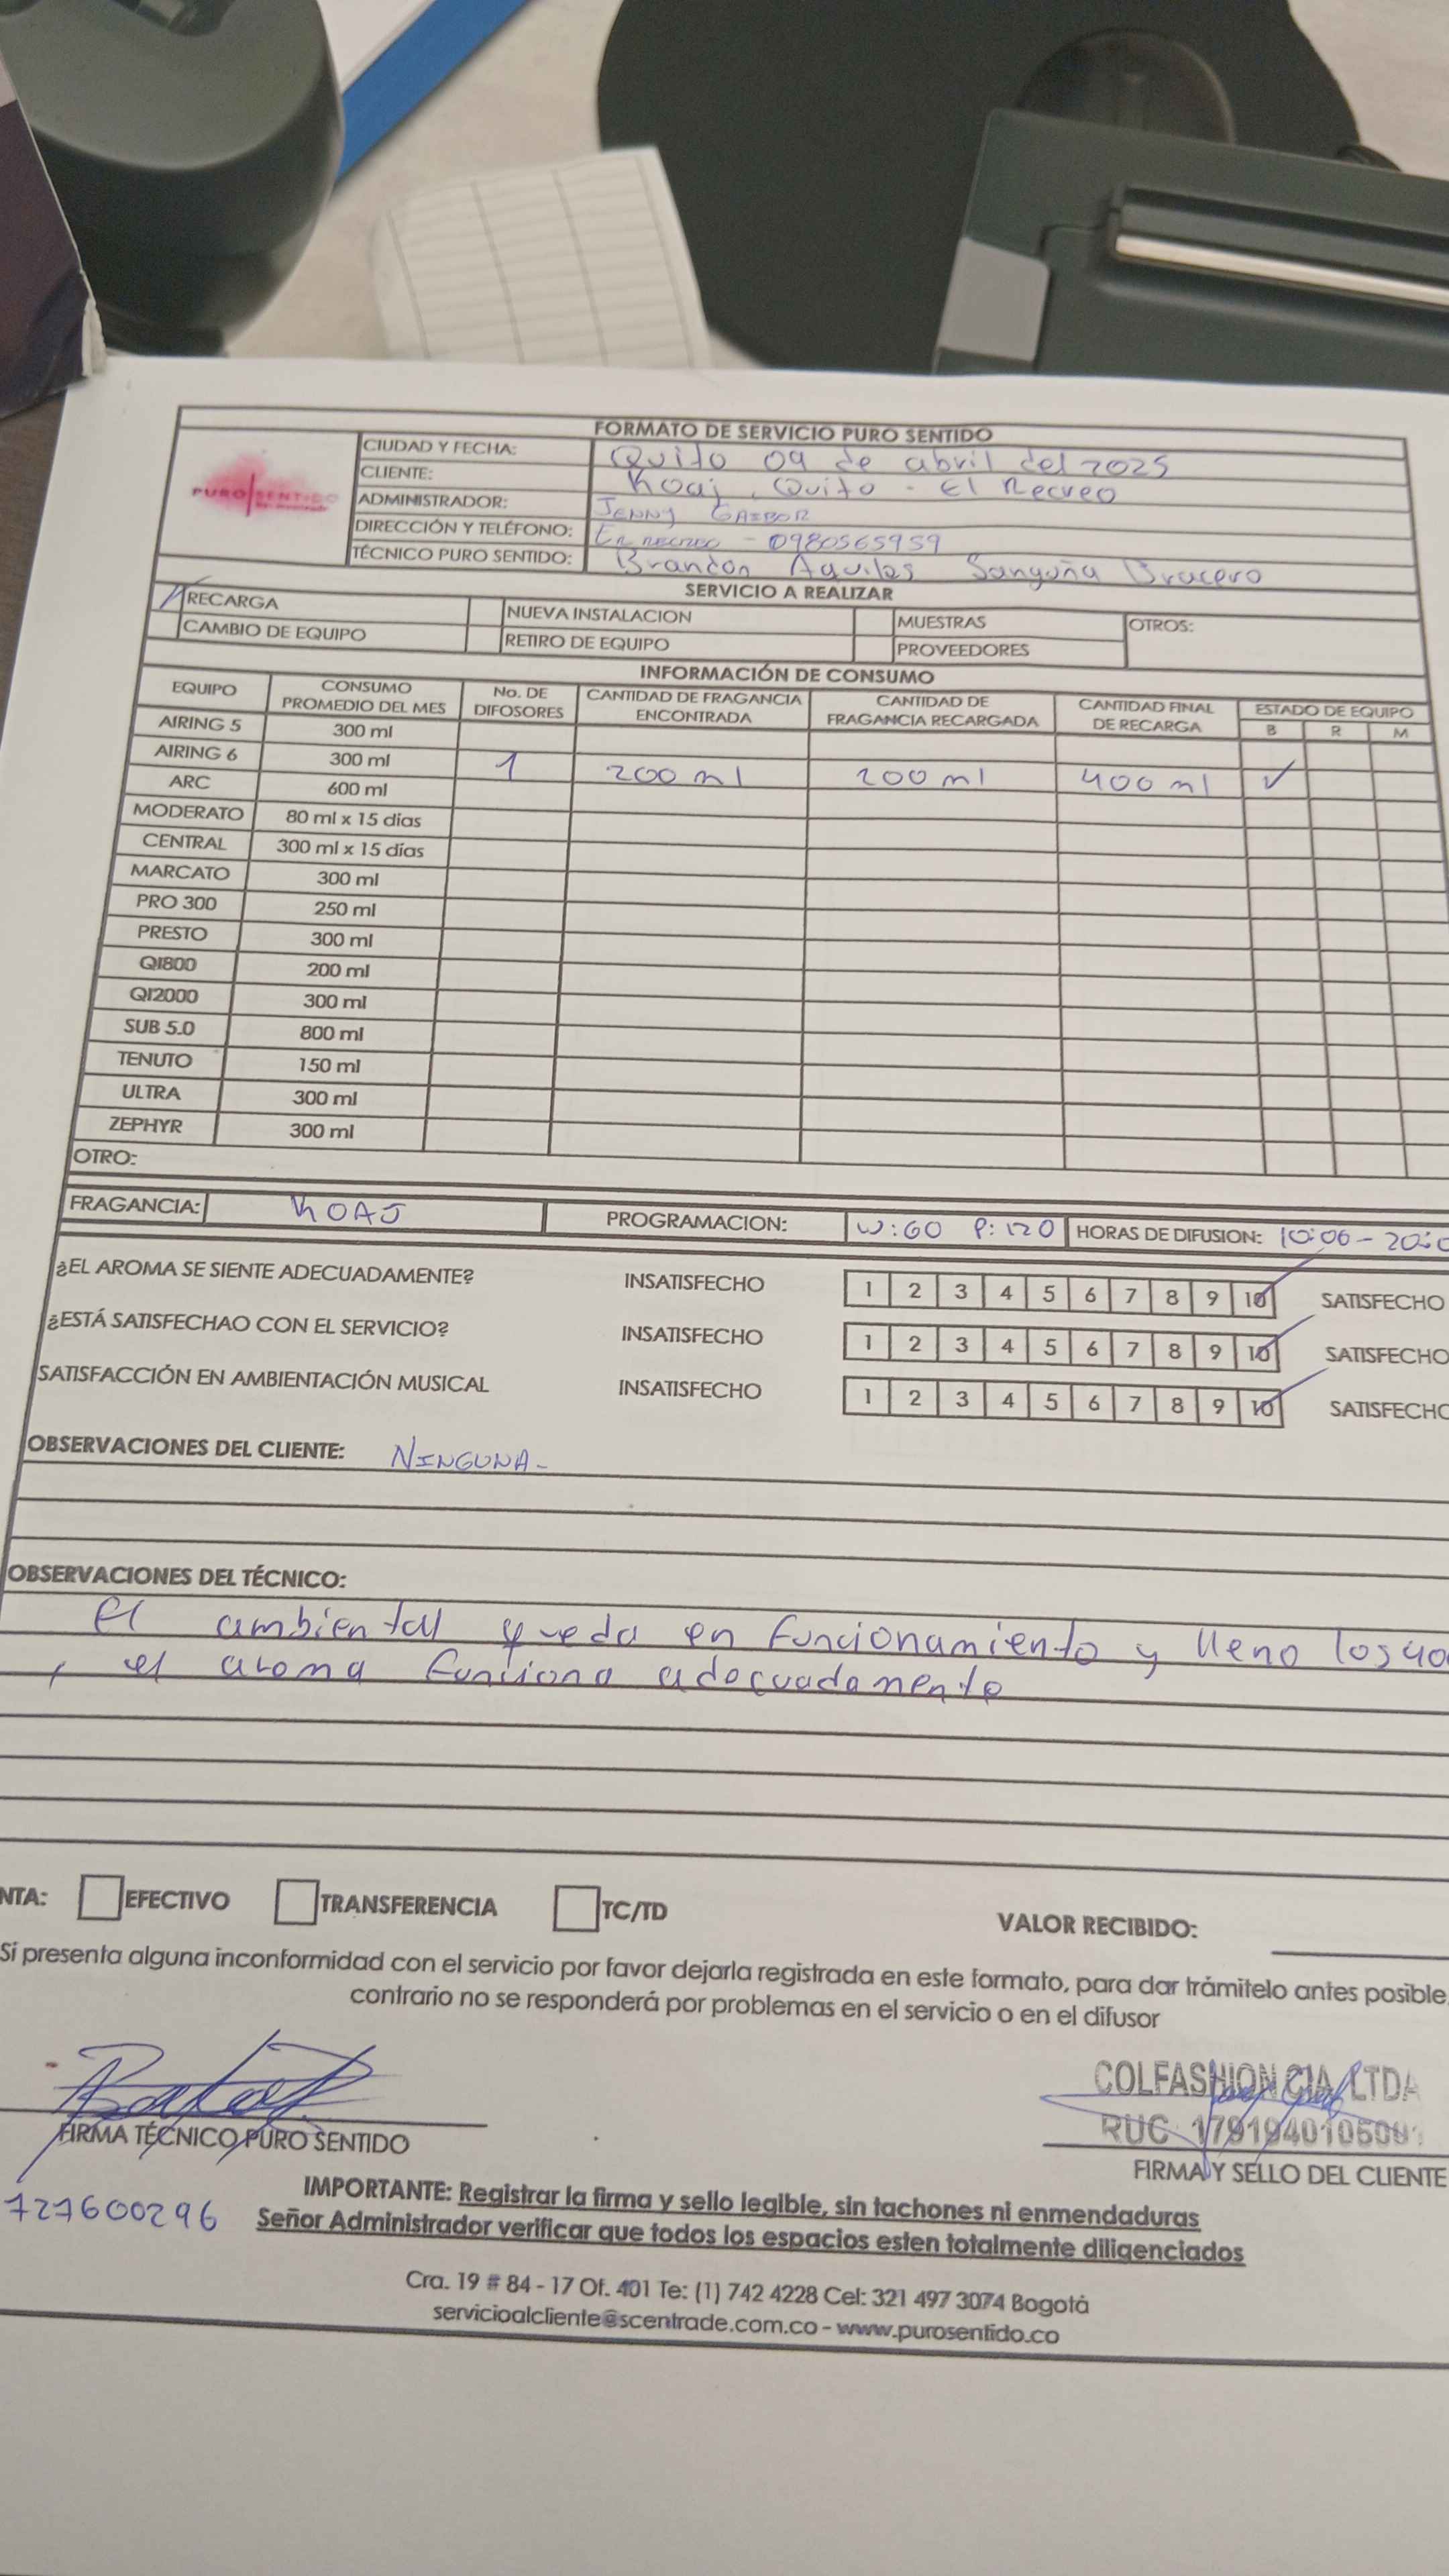 FORMATO DE SERVICIO PURO SENTIDO
PURO SENTIDO
CIUDAD Y FECHA: Quito 09 de abril del 2025
CLIENTE: Koaj Quito - El Recreo
ADMINISTRADOR: JENNY GAIBOR
DIRECCIÓN Y TELÉFONO: EL RECREO - 0980565959
TÉCNICO PURO SENTIDO: Brandon Aquiles Sanguña Bracero
SERVICIO A REALIZAR
RECARGA NUEVA INSTALACION MUESTRAS OTROS:
CAMBIO DE EQUIPO RETIRO DE EQUIPO PROVEEDORES
INFORMACIÓN DE CONSUMO
EQUIPO CONSUMO PROMEDIO DEL MES No. DE DIFOSORES CANTIDAD DE FRAGANCIA ENCONTRADA CANTIDAD DE FRAGANCIA RECARGADA CANTIDAD FINAL DE RECARGA ESTADO DE EQUIPO
B R M
AIRING 5 300 ml
AIRING 6 300 ml 1 200 ml 200 ml 400 ml ✓
ARC 600 ml
MODERATO 80 ml x 15 días
CENTRAL 300 ml x 15 días
MARCATO 300 ml
PRO 300 250 ml
PRESTO 300 ml
QI800 200 ml
QI2000 300 ml
SUB 5.0 800 ml
TENUTO 150 ml
ULTRA 300 ml
ZEPHYR 300 ml
OTRO:
FRAGANCIA: KOAJ PROGRAMACION: W:60 P:120 HORAS DE DIFUSION: 10:00 - 20:0
¿EL AROMA SE SIENTE ADECUADAMENTE? INSATISFECHO 1 2 3 4 5 6 7 8 9 10 SATISFECHO
¿ESTÁ SATISFECHAO CON EL SERVICIO? INSATISFECHO 1 2 3 4 5 6 7 8 9 10 SATISFECHO
SATISFACCIÓN EN AMBIENTACIÓN MUSICAL INSATISFECHO 1 2 3 4 5 6 7 8 9 10 SATISFECHO
OBSERVACIONES DEL CLIENTE: NINGUNA-
OBSERVACIONES DEL TÉCNICO:
El ambiental queda en funcionamiento y lleno los 40
, el aroma funciona adecuadamente
NTA: EFECTIVO TRANSFERENCIA TC/TD VALOR RECIBIDO:
Si presenta alguna inconformidad con el servicio por favor dejarla registrada en este formato, para dar trámitelo antes posible,
contrario no se responderá por problemas en el servicio o en el difusor
COLFASHION CIA LTDA
RUC 1791940105001
FIRMA TÉCNICO PURO SENTIDO FIRMA Y SELLO DEL CLIENTE
727600296
IMPORTANTE: Registrar la firma y sello legible, sin tachones ni enmendaduras
Señor Administrador verificar que todos los espacios esten totalmente diligenciados
Cra. 19 # 84 - 17 Of. 401 Te: (1) 742 4228 Cel: 321 497 3074 Bogotá
servicioalcliente@scentrade.com.co - www.purosentido.co